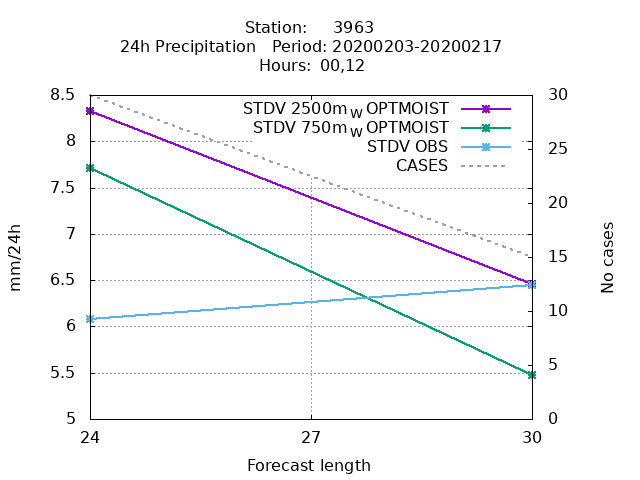 Station: 3963
24h Precipitation Period: 20200203-20200217
Hours: 00,12
8.5
8
7.5
7
6.5
6
5.5
5
30
25
20
15
10
5
0
STDV 2500m_W OPTMOIST
STDV 750m_W OPTMOIST
STDV OBS
CASES
mm/24h
No cases
24
27
30
Forecast length